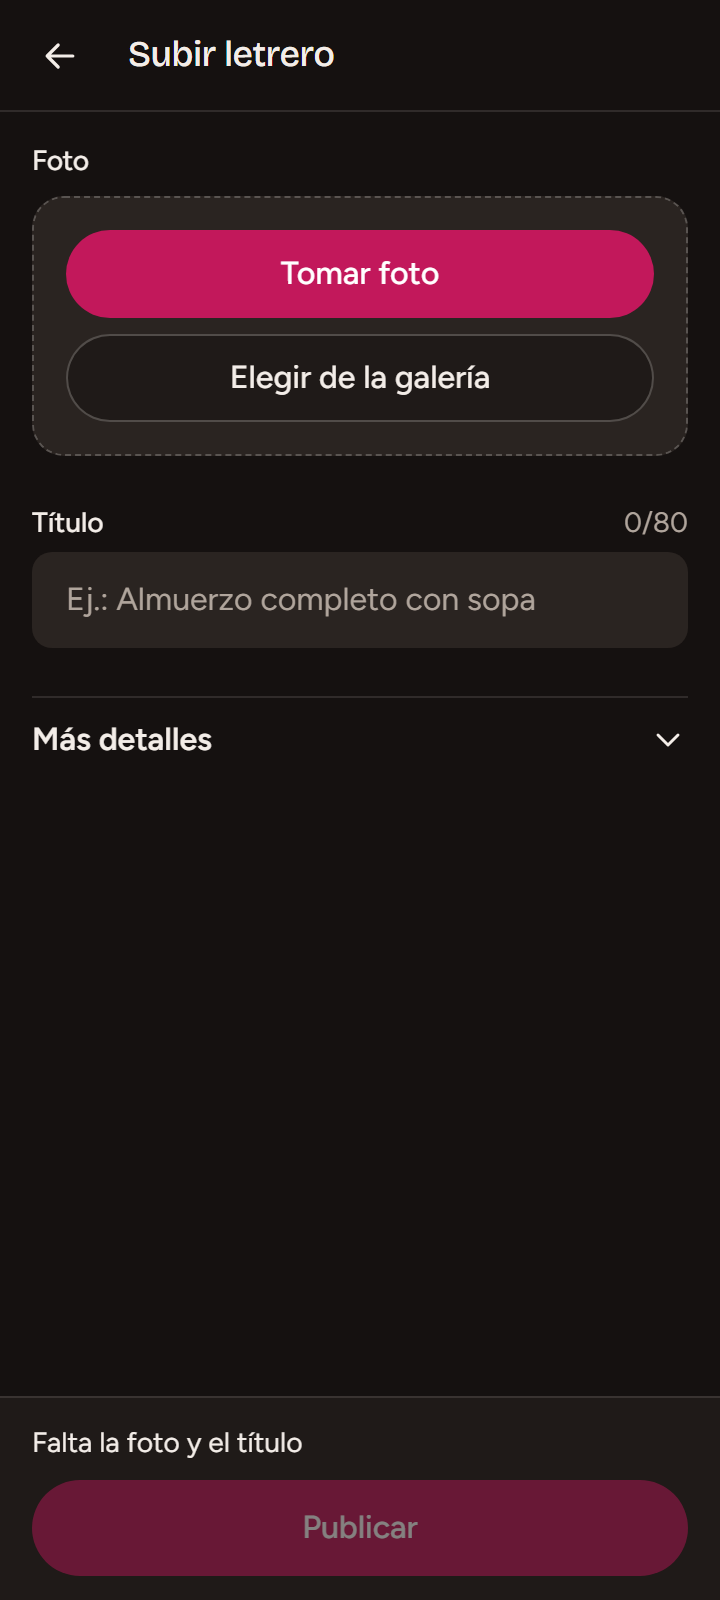 Subir letrero
Foto
Tomar foto
Elegir de la galería
Título 0/80
Ej.: Almuerzo completo con sopa
Más detalles
Falta la foto y el título
Publicar